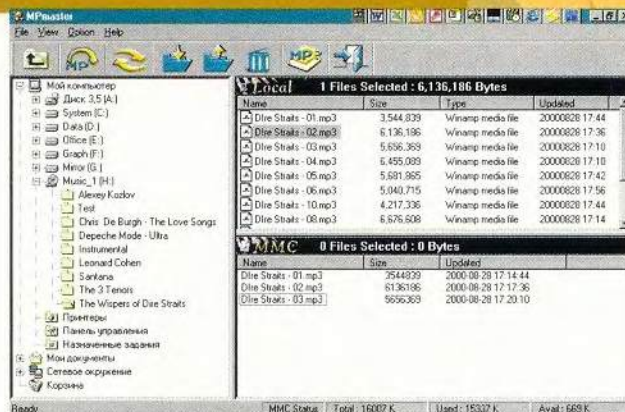 MPmaster
File View Option Help
Мой компьютер
Диск 3,5 (A:)
System (C:)
Data (D:)
Office (E:)
Graph (F:)
Mirror (G:)
Music_1 (H:)
Alexey Kozlov
Test
Chris De Burgh - The Love Songs
Depeche Mode - Ultra
Instrumental
Leonard Cohen
Santana
The 3 Tenors
The Wispers of Dire Straits
Принтеры
Панель управления
Назначенные задания
Мои документы
Сетевое окружение
Корзина
Local 1 Files Selected : 6,136,186 Bytes
Name Size Type Updated
DIre Straits - 01.mp3 3,544,839 Winamp media file 20000828 17:44
DIre Straits - 02.mp3 6,136,186 Winamp media file 20000828 17:36
DIre Straits - 03.mp3 5,656,369 Winamp media file 20000828 17:10
DIre Straits - 04.mp3 6,455,089 Winamp media file 20000828 17:10
DIre Straits - 05.mp3 5,681,865 Winamp media file 20000828 17:42
DIre Straits - 06.mp3 5,040,715 Winamp media file 20000828 17:56
DIre Straits - 10.mp3 4,217,336 Winamp media file 20000828 17:44
DIre Straits - 08.mp3 6,676,608 Winamp media file 20000828 17:14
MMC 0 Files Selected : 0 Bytes
Name Size Updated
DIre Straits - 01.mp3 3544839 2000-08-28 17:14:44
DIre Straits - 02.mp3 6136186 2000-08-28 17:17:36
DIre Straits - 03.mp3 5656369 2000-08-28 17:20:10
Ready MMC Status Total : 16007 K Used : 15337 K Avail : 669 K